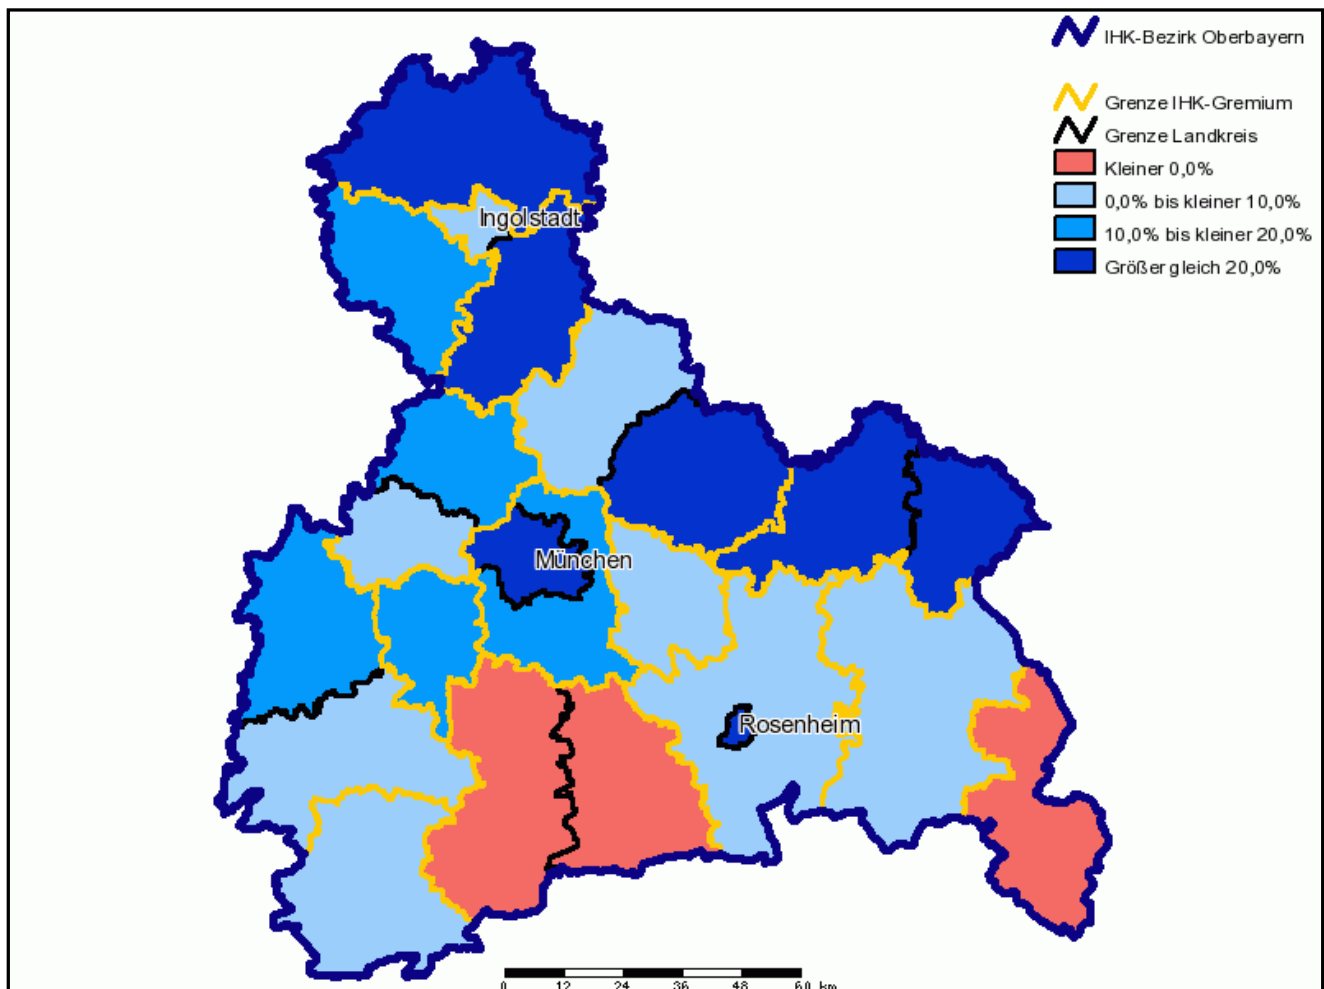 IHK-Bezirk Oberbayern
Grenze IHK-Gremium
Grenze Landkreis
Kleiner 0,0%
0,0% bis kleiner 10,0%
10,0% bis kleiner 20,0%
Größer gleich 20,0%
Ingolstadt
München
Rosenheim
0 12 24 36 48 60 km